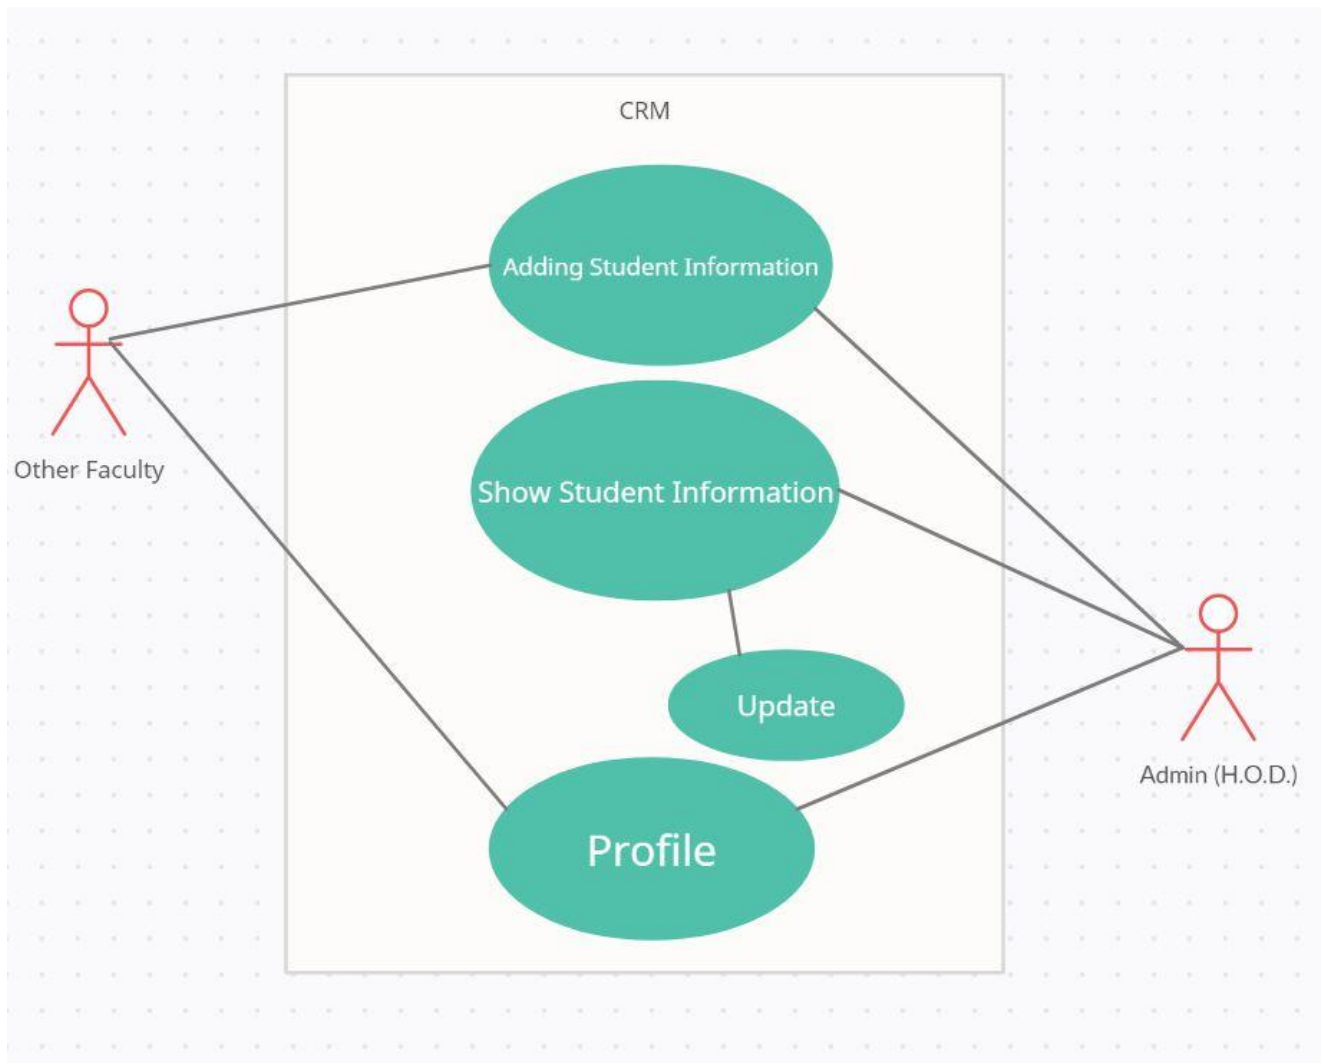 CRM
Adding Student Information
Other Faculty
Show Student Information
Update
Admin (H.O.D.)
Profile